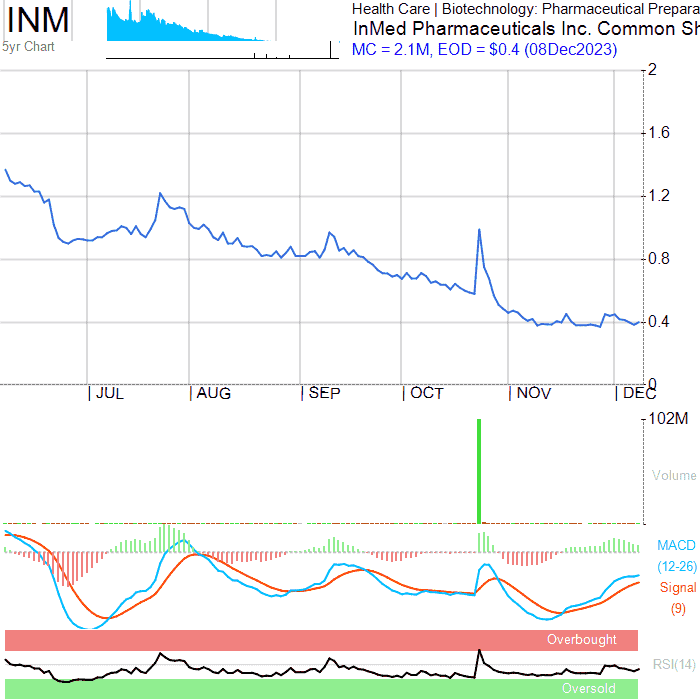 INM
5yr Chart
Health Care | Biotechnology: Pharmaceutical Prepara
InMed Pharmaceuticals Inc. Common Sh
MC = 2.1M, EOD = $0.4 (08Dec2023)
2
1.6
1.2
0.8
0.4
0
JUL
AUG
SEP
OCT
NOV
DEC
102M
Volume
MACD
(12-26)
Signal
(9)
Overbought
RSI(14)
Oversold